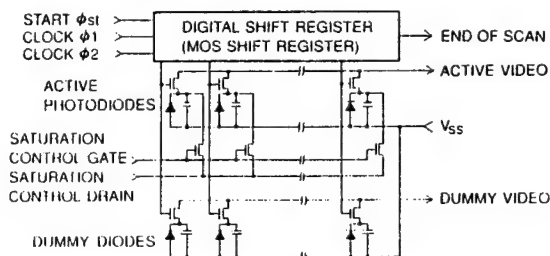 START φst
CLOCK φ1
CLOCK φ2
DIGITAL SHIFT REGISTER
(MOS SHIFT REGISTER)
END OF SCAN
ACTIVE VIDEO
ACTIVE
PHOTODIODES
VSS
SATURATION
CONTROL GATE
SATURATION
CONTROL DRAIN
DUMMY VIDEO
DUMMY DIODES